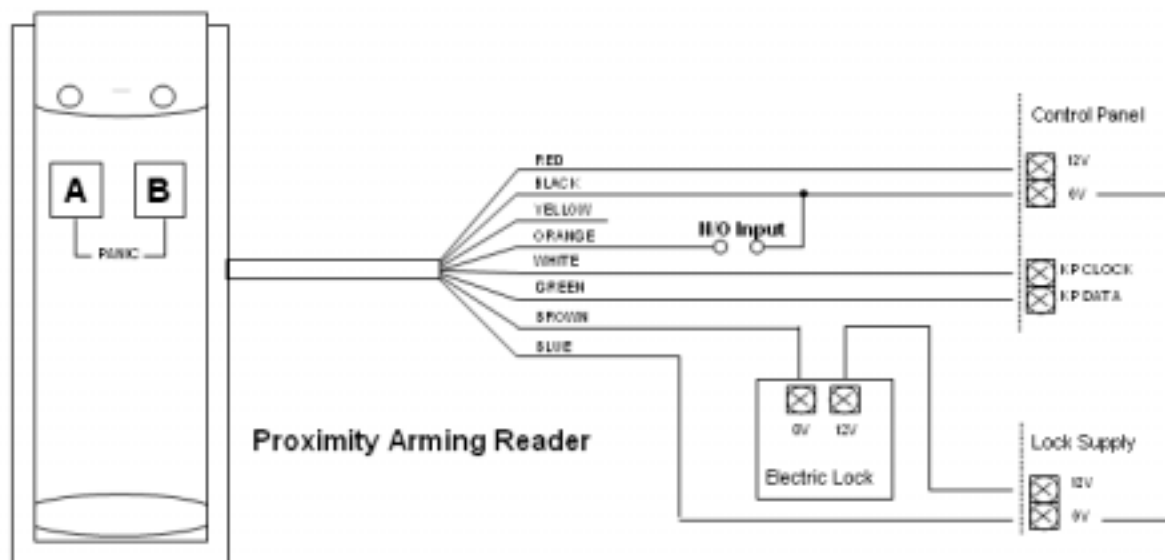 Control Panel
A
B
PANIC
RED
12V
BLACK
0V
YELLOW
ORANGE
N/O Input
WHITE
KP CLOCK
GREEN
KP DATA
BROWN
BLUE
0V
12V
Electric Lock
Proximity Arming Reader
Lock Supply
12V
0V